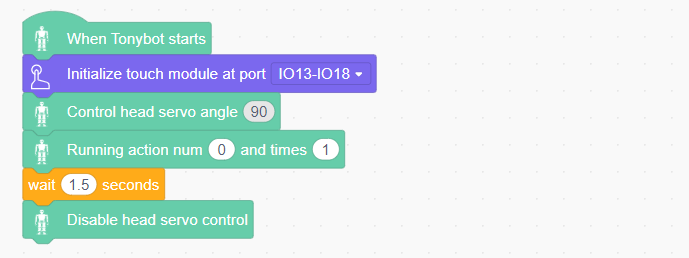 When Tonybot starts
Initialize touch module at port IO13-IO18
Control head servo angle 90
Running action num 0 and times 1
wait 1.5 seconds
Disable head servo control